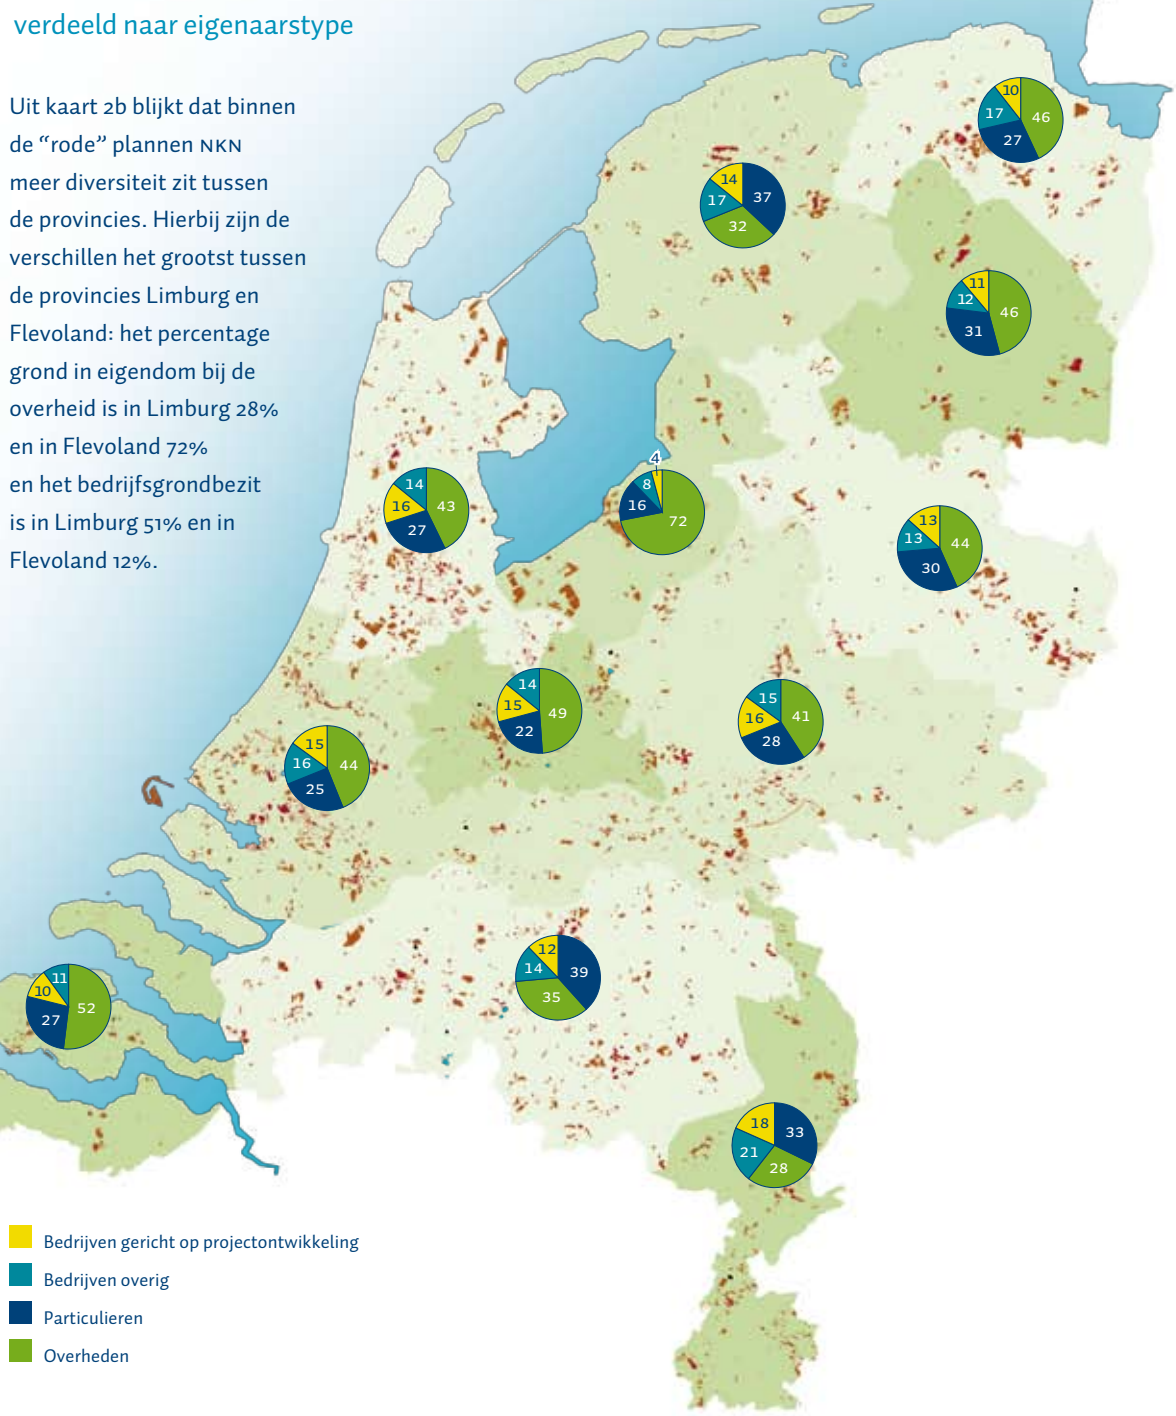 verdeeld naar eigenaarstype
Uit kaart 2b blijkt dat binnen
de “rode” plannen NKN
meer diversiteit zit tussen
de provincies. Hierbij zijn de
verschillen het grootst tussen
de provincies Limburg en
Flevoland: het percentage
grond in eigendom bij de
overheid is in Limburg 28%
en in Flevoland 72%
en het bedrijfsgrondbezit
is in Limburg 51% en in
Flevoland 12%.
10
17
46
27
14
37
17
32
11
12
46
31
14
16
43
27
4
8
16
72
13
13
44
30
14
15
49
22
15
16
41
28
15
16
44
25
12
14
39
35
11
10
52
27
18
33
21
28
Bedrijven gericht op projectontwikkeling
Bedrijven overig
Particulieren
Overheden